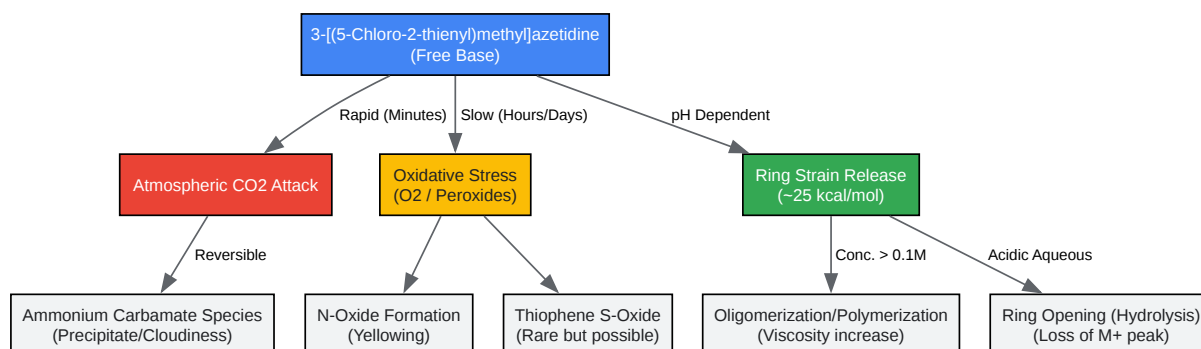 3-[(5-Chloro-2-thienyl)methyl]azetidine
(Free Base)
Rapid (Minutes)
Slow (Hours/Days)
pH Dependent
Atmospheric CO2 Attack
Oxidative Stress
(O2 / Peroxides)
Ring Strain Release
(~25 kcal/mol)
Reversible
Conc. > 0.1M
Acidic Aqueous
Ammonium Carbamate Species
(Precipitate/Cloudiness)
N-Oxide Formation
(Yellowing)
Thiophene S-Oxide
(Rare but possible)
Oligomerization/Polymerization
(Viscosity increase)
Ring Opening (Hydrolysis)
(Loss of M+ peak)